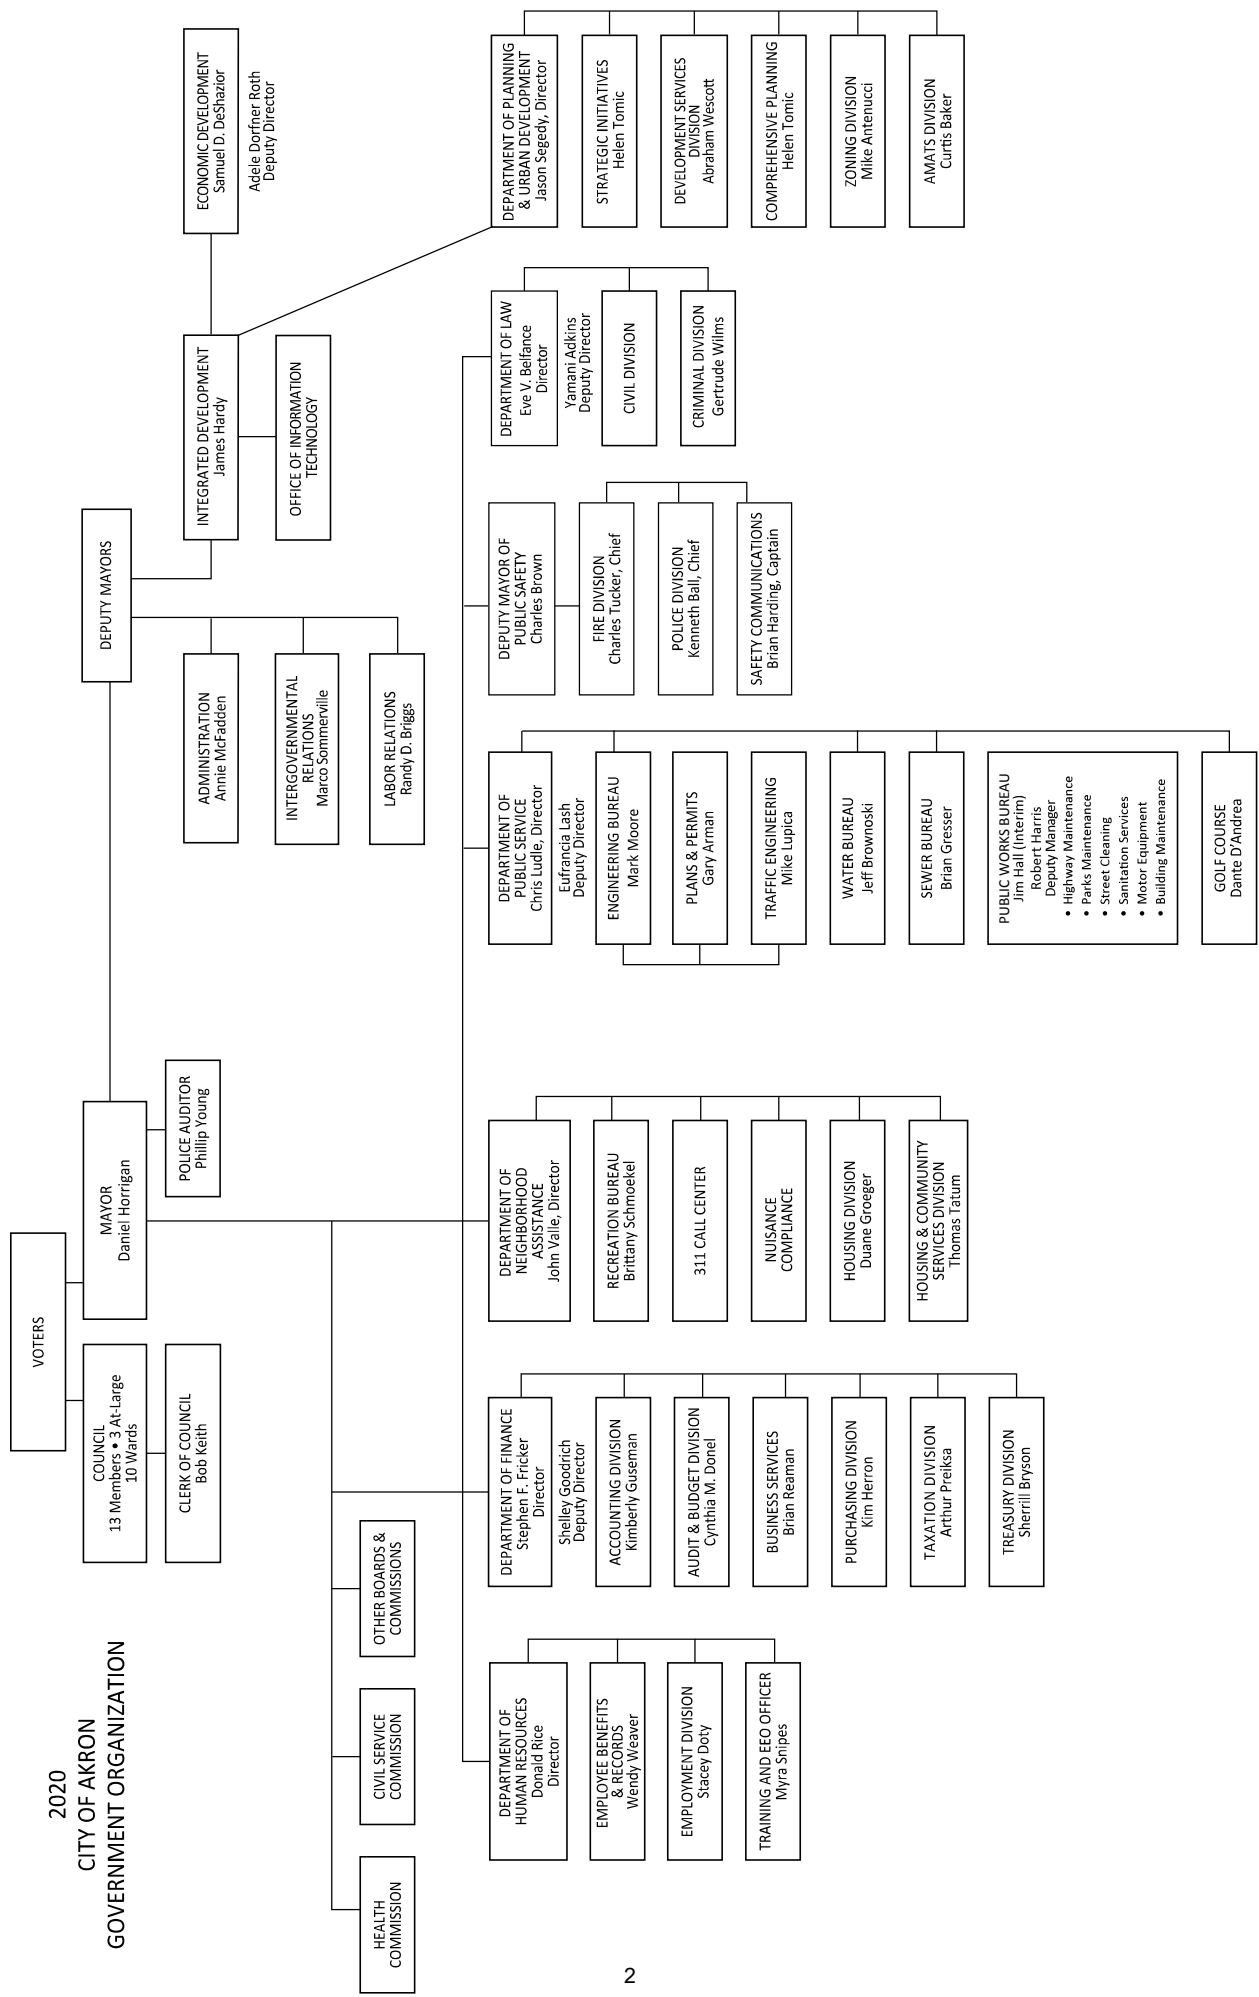 2020
CITY OF AKRON
GOVERNMENT ORGANIZATION
VOTERS
COUNCIL
13 Members • 3 At-Large
10 Wards
CLERK OF COUNCIL
Bob Keith
MAYOR
Daniel Horrigan
POLICE AUDITOR
Phillip Young
DEPUTY MAYORS
ADMINISTRATION
Annie McFadden
INTERGOVERNMENTAL
RELATIONS
Marco Sommerville
LABOR RELATIONS
Randy D. Briggs
INTEGRATED DEVELOPMENT
James Hardy
OFFICE OF INFORMATION
TECHNOLOGY
ECONOMIC DEVELOPMENT
Samuel D. DeShazior
Adele Dorfner Roth
Deputy Director
HEALTH
COMMISSION
CIVIL SERVICE
COMMISSION
OTHER BOARDS &
COMMISSIONS
DEPARTMENT OF
HUMAN RESOURCES
Donald Rice
Director
EMPLOYEE BENEFITS
& RECORDS
Wendy Weaver
EMPLOYMENT DIVISION
Stacey Doty
TRAINING AND EEO OFFICER
Myra Snipes
DEPARTMENT OF FINANCE
Stephen F. Fricker
Director
Shelley Goodrich
Deputy Director
ACCOUNTING DIVISION
Kimberly Guseman
AUDIT & BUDGET DIVISION
Cynthia M. Donel
BUSINESS SERVICES
Brian Reaman
PURCHASING DIVISION
Kim Herron
TAXATION DIVISION
Arthur Preiksa
TREASURY DIVISION
Sherrill Bryson
DEPARTMENT OF
NEIGHBORHOOD
ASSISTANCE
John Valle, Director
RECREATION BUREAU
Brittany Schmoekel
311 CALL CENTER
NUISANCE
COMPLIANCE
HOUSING DIVISION
Duane Groeger
HOUSING & COMMUNITY
SERVICES DIVISION
Thomas Tatum
DEPARTMENT OF
PUBLIC SERVICE
Chris Ludle, Director
Eufrancia Lash
Deputy Director
ENGINEERING BUREAU
Mark Moore
PLANS & PERMITS
Gary Arman
TRAFFIC ENGINEERING
Mike Lupica
WATER BUREAU
Jeff Brownoski
SEWER BUREAU
Brian Gresser
PUBLIC WORKS BUREAU
Jim Hall (Interim)
Robert Harris
Deputy Manager
• Highway Maintenance
• Parks Maintenance
• Street Cleaning
• Sanitation Services
• Motor Equipment
• Building Maintenance
GOLF COURSE
Dante D'Andrea
DEPUTY MAYOR OF
PUBLIC SAFETY
Charles Brown
FIRE DIVISION
Charles Tucker, Chief
POLICE DIVISION
Kenneth Ball, Chief
SAFETY COMMUNICATIONS
Brian Harding, Captain
DEPARTMENT OF LAW
Eve V. Belfance
Director
Yamani Adkins
Deputy Director
CIVIL DIVISION
CRIMINAL DIVISION
Gertrude Wilms
DEPARTMENT OF PLANNING
& URBAN DEVELOPMENT
Jason Segedy, Director
STRATEGIC INITIATIVES
Helen Tomic
DEVELOPMENT SERVICES
DIVISION
Abraham Wescott
COMPREHENSIVE PLANNING
Helen Tomic
ZONING DIVISION
Mike Antenucci
AMATS DIVISION
Curtis Baker
2